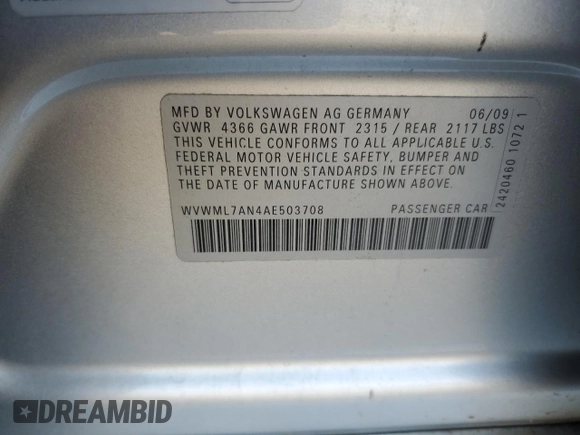 MFD BY VOLKSWAGEN AG GERMANY 06/09
GVWR 4366 GAWR FRONT 2315 / REAR 2117 LBS
THIS VEHICLE CONFORMS TO ALL APPLICABLE U.S.
FEDERAL MOTOR VEHICLE SAFETY, BUMPER AND
THEFT PREVENTION STANDARDS IN EFFECT ON
THE DATE OF MANUFACTURE SHOWN ABOVE.
WVWML7AN4AE503708 PASSENGER CAR
2420460 1072 1
DREAMBID